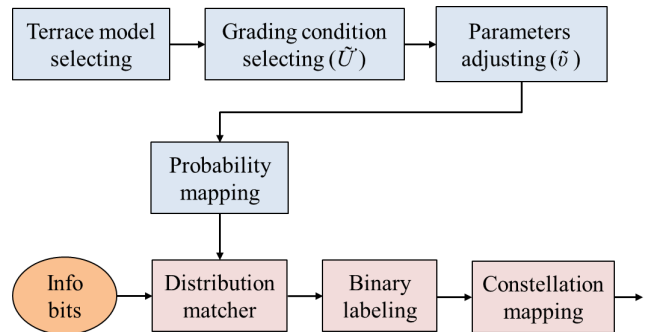 Terrace model
selecting
Grading condition
selecting (Ũ)
Parameters
adjusting (ṽ)
Probability
mapping
Info
bits
Distribution
matcher
Binary
labeling
Constellation
mapping